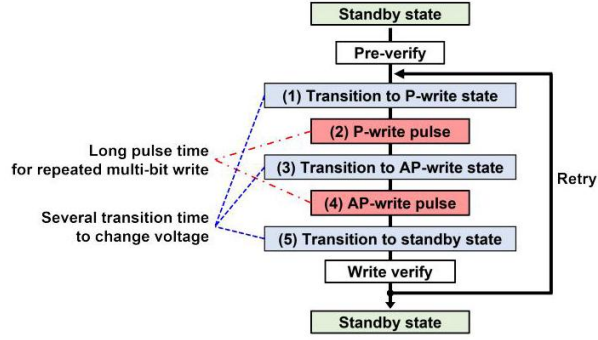 Standby state
Pre-verify
(1) Transition to P-write state
(2) P-write pulse
Long pulse time
for repeated multi-bit write
(3) Transition to AP-write state
Retry
(4) AP-write pulse
Several transition time
to change voltage
(5) Transition to standby state
Write verify
Standby state